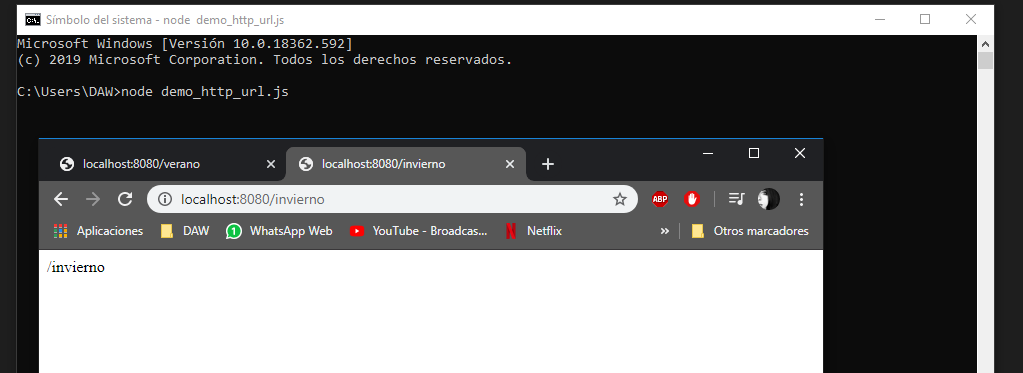 Símbolo del sistema - node  demo_http_url.js
Microsoft Windows [Versión 10.0.18362.592]
(c) 2019 Microsoft Corporation. Todos los derechos reservados.
C:\Users\DAW>node demo_http_url.js
localhost:8080/verano localhost:8080/invierno
localhost:8080/invierno ABP
Aplicaciones DAW 1 WhatsApp Web YouTube - Broadcas... Netflix » Otros marcadores
/invierno